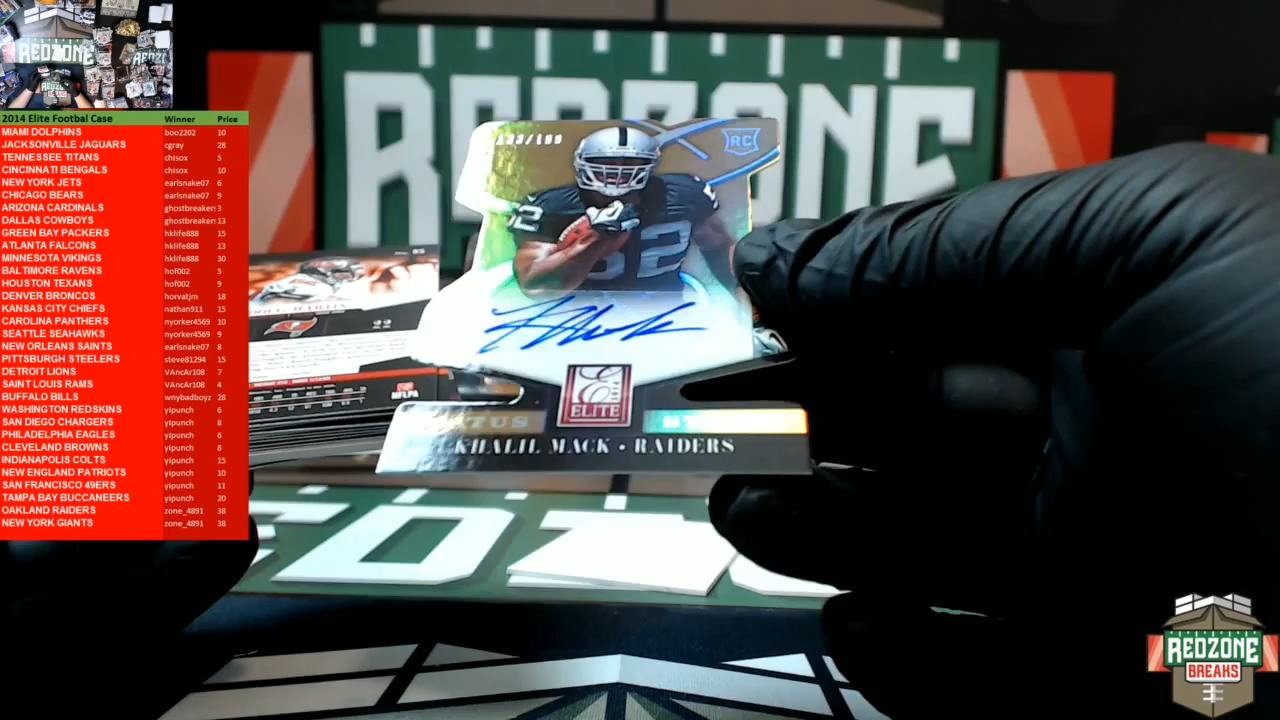 REDZONE
REDZONE
2014 Elite Footbal Case Winner Price
MIAMI DOLPHINS boo2202 10
JACKSONVILLE JAGUARS cgray 28
TENNESSEE TITANS chisox 5
CINCINNATI BENGALS chisox 10
NEW YORK JETS earlsnake07 6
CHICAGO BEARS earlsnake07 9
ARIZONA CARDINALS ghostbreaker 3
DALLAS COWBOYS ghostbreaker 13
GREEN BAY PACKERS hklife888 15
ATLANTA FALCONS hklife888 13
MINNESOTA VIKINGS hklife888 30
BALTIMORE RAVENS hof002 5
HOUSTON TEXANS hof002 9
DENVER BRONCOS horvatjm 18
KANSAS CITY CHIEFS nathan911 15
CAROLINA PANTHERS nyorker4569 10
SEATTLE SEAHAWKS nyorker4569 9
NEW ORLEANS SAINTS earlsnake07 8
PITTSBURGH STEELERS steve81294 15
DETROIT LIONS VAncAr108 7
SAINT LOUIS RAMS VAncAr108 4
BUFFALO BILLS wnybadboyz 28
WASHINGTON REDSKINS yipunch 6
SAN DIEGO CHARGERS yipunch 8
PHILADELPHIA EAGLES yipunch 6
CLEVELAND BROWNS yipunch 8
INDIANAPOLIS COLTS yipunch 15
NEW ENGLAND PATRIOTS yipunch 10
SAN FRANCISCO 49ERS yipunch 11
TAMPA BAY BUCCANEERS yipunch 20
OAKLAND RAIDERS zone_4891 38
NEW YORK GIANTS zone_4891 38
RC
52
22
NFLPA
E
ELITE
KHALIL MACK • RAIDERS
REDZONE
BREAKS